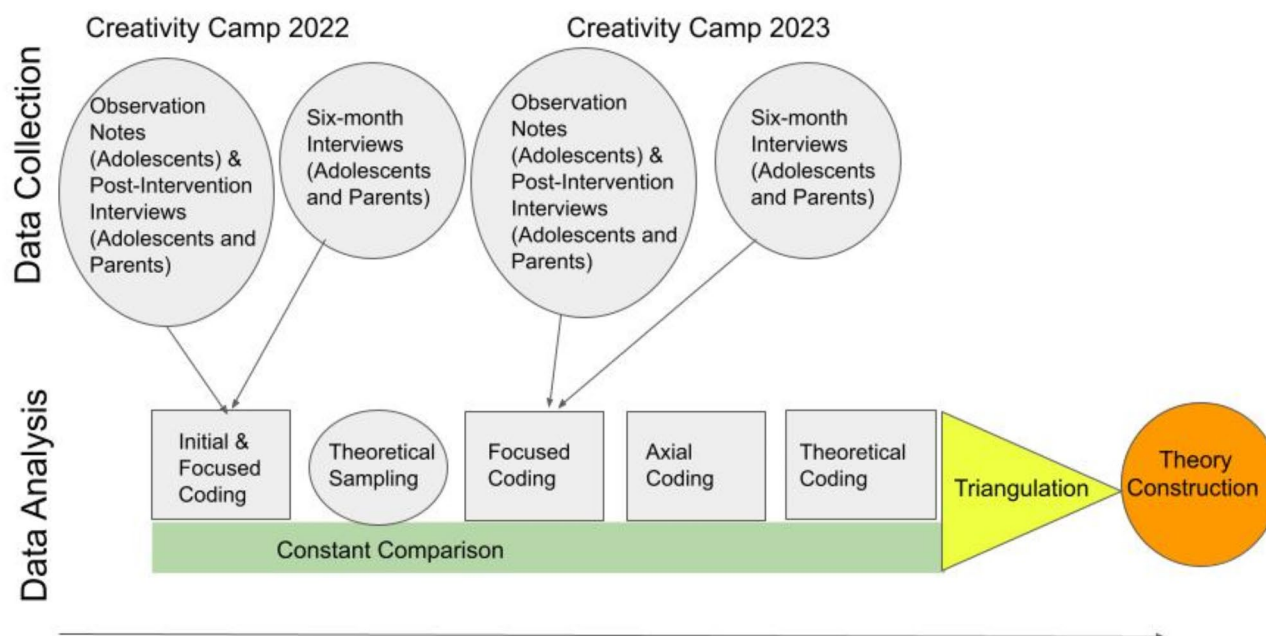 Creativity Camp 2022
Creativity Camp 2023
Data Collection
Observation
Notes
(Adolescents) &
Post-Intervention
Interviews
(Adolescents and
Parents)
Six-month
Interviews
(Adolescents
and Parents)
Observation
Notes
(Adolescents) &
Post-Intervention
Interviews
(Adolescents and
Parents)
Six-month
Interviews
(Adolescents
and Parents)
Data Analysis
Initial &
Focused
Coding
Theoretical
Sampling
Focused
Coding
Axial
Coding
Theoretical
Coding
Triangulation
Theory
Construction
Constant Comparison